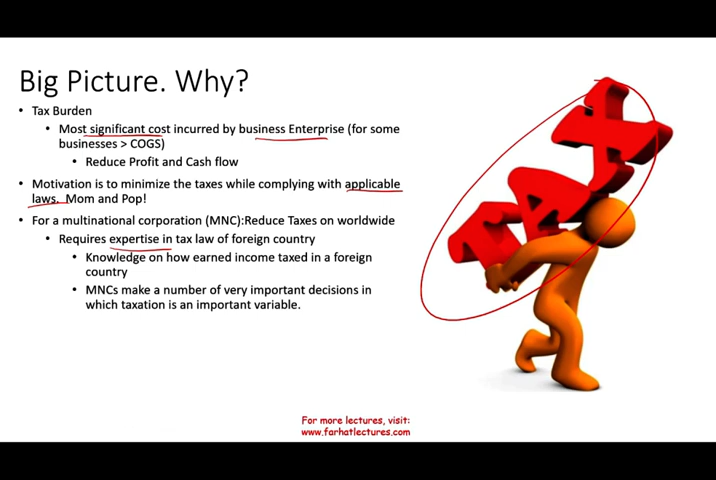 Big Picture. Why?
• Tax Burden
• Most significant cost incurred by business Enterprise (for some
businesses > COGS)
• Reduce Profit and Cash flow
• Motivation is to minimize the taxes while complying with applicable
laws. Mom and Pop!
• For a multinational corporation (MNC):Reduce Taxes on worldwide
• Requires expertise in tax law of foreign country
• Knowledge on how earned income taxed in a foreign
country
• MNCs make a number of very important decisions in
which taxation is an important variable.
TAX
For more lectures, visit:
www.farhatlectures.com